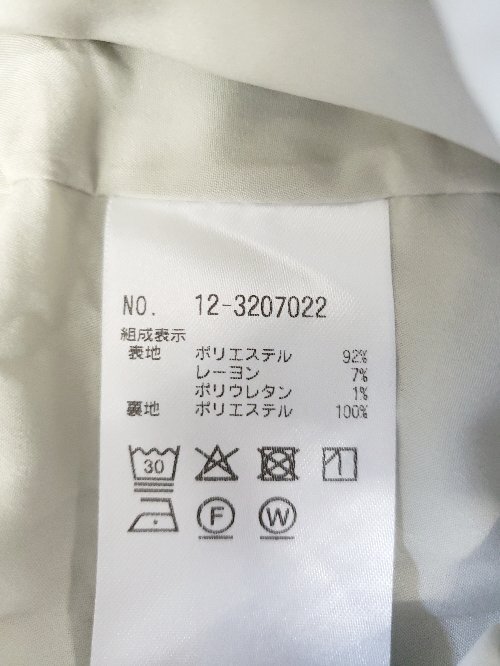 NO. 12-3207022
組成表示
表地 ポリエステル 92%
レーヨン 7%
ポリウレタン 1%
裏地 ポリエステル 100%
30
F W